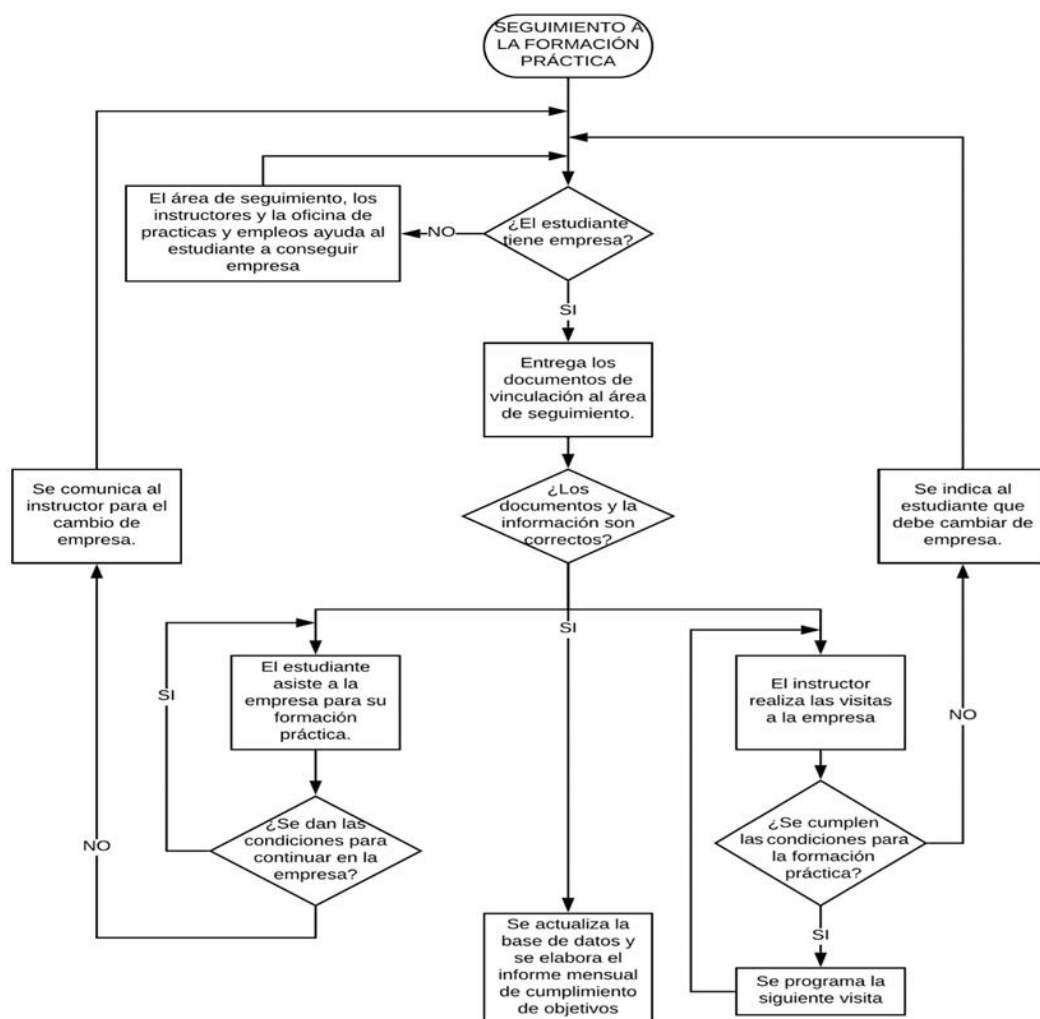 SEGUIMIENTO A
LA FORMACIÓN
PRÁCTICA
El área de seguimiento, los
instructores y la oficina de
practicas y empleos ayuda al
estudiante a conseguir
empresa
NO
¿El estudiante
tiene empresa?
SI
Entrega los
documentos de
vinculación al área
de seguimiento.
Se comunica al
instructor para el
cambio de
empresa.
¿Los
documentos y la
información son
correctos?
Se indica al
estudiante que
debe cambiar de
empresa.
SI
El estudiante
asiste a la
empresa para su
formación
práctica.
SI
El instructor
realiza las visitas
a la empresa
NO
¿Se dan las
condiciones para
continuar en la
empresa?
NO
¿Se cumplen
las condiciones para
la formación
práctica?
SI
Se actualiza la
base de datos y
se elabora el
informe mensual
de cumplimiento
de objetivos
Se programa la
siguiente visita